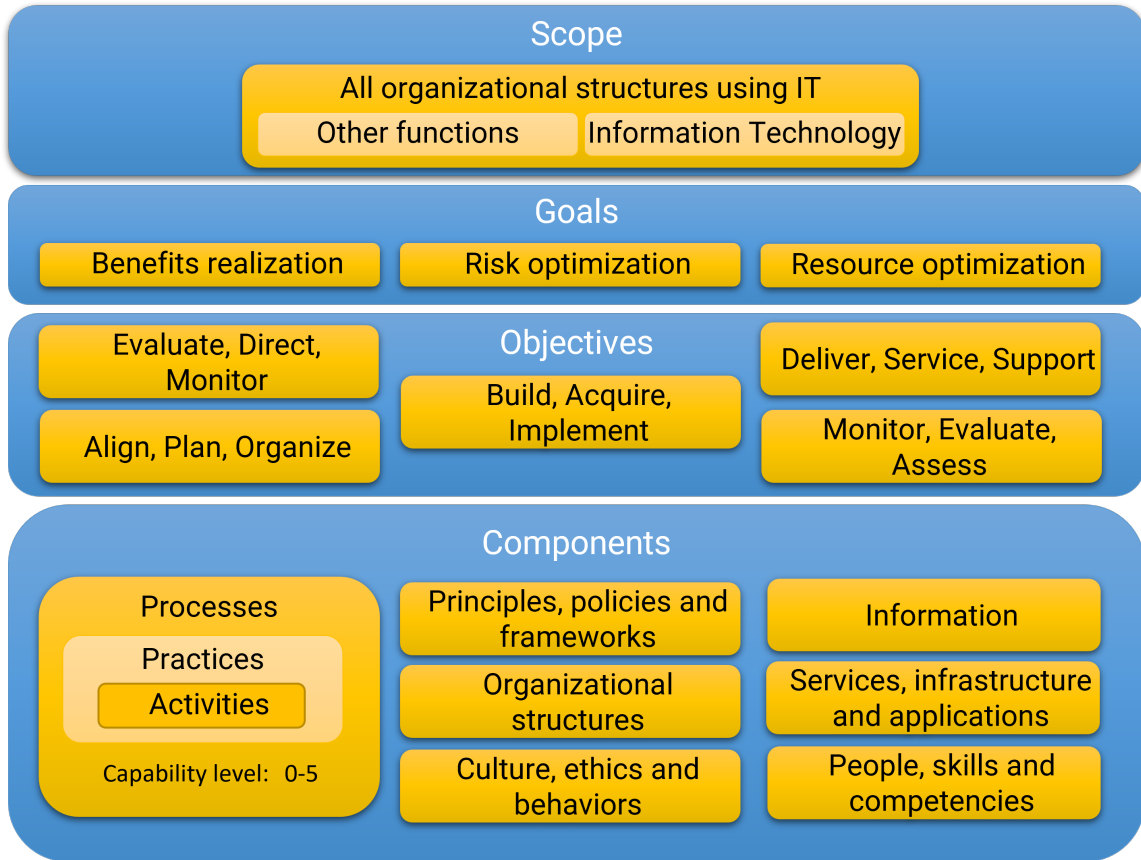 Scope
All organizational structures using IT
Other functions
Information Technology
Goals
Benefits realization
Risk optimization
Resource optimization
Objectives
Evaluate, Direct,
Monitor
Align, Plan, Organize
Build, Acquire,
Implement
Deliver, Service, Support
Monitor, Evaluate,
Assess
Components
Processes
Practices
Activities
Capability level: 0-5
Principles, policies and
frameworks
Organizational
structures
Culture, ethics and
behaviors
Information
Services, infrastructure
and applications
People, skills and
competencies